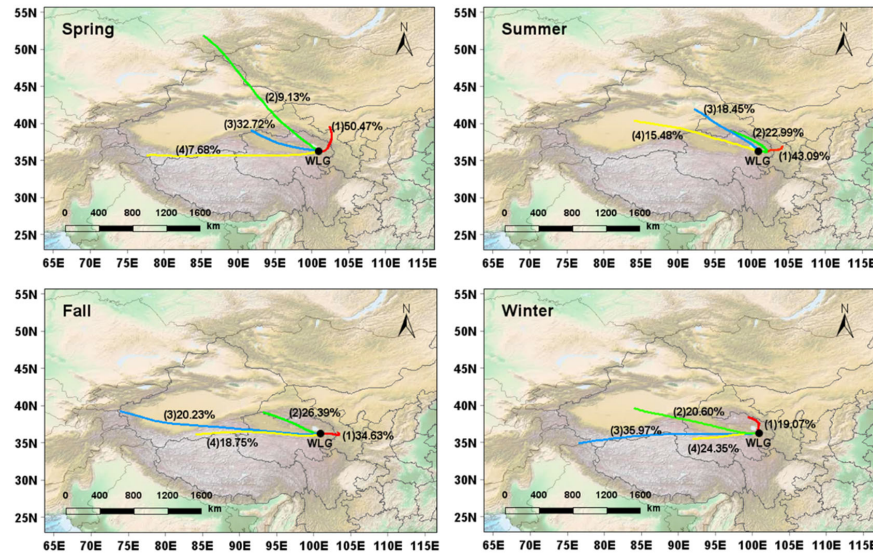 Spring
N
55N
50N
45N
40N
35N
30N
25N
(2)9.13%
(3)32.72%
(1)50.47%
(4)7.68%
WLG
0 400 800 1200 1600
km
65E 70E 75E 80E 85E 90E 95E 100E 105E 110E 115E
Summer
N
55N
50N
45N
40N
35N
30N
25N
(3)18.45%
(4)15.48%
(2)22.99%
(1)43.09%
WLG
0 400 800 1200 1600
km
65E 70E 75E 80E 85E 90E 95E 100E 105E 110E 115E
Fall
N
55N
50N
45N
40N
35N
30N
25N
(3)20.23%
(2)26.39%
(1)34.63%
(4)18.75%
WLG
0 400 800 1200 1600
km
65E 70E 75E 80E 85E 90E 95E 100E 105E 110E 115E
Winter
N
55N
50N
45N
40N
35N
30N
25N
(2)20.60%
(1)19.07%
(3)35.97%
(4)24.35%
WLG
0 400 800 1200 1600
km
65E 70E 75E 80E 85E 90E 95E 100E 105E 110E 115E